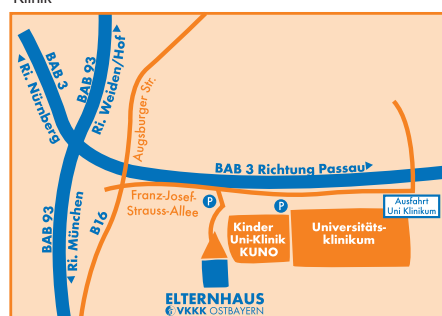 Klinik
BAB 3
Ri. Nürnberg
BAB 93
Ri. Weiden/Hof
Augsburger Str.
BAB 3 Richtung Passau
Franz-Josef-
Strauss-Allee
P
P
Ausfahrt
Uni Klinikum
BAB 93
Ri. München
B16
Kinder
Uni-Klinik
KUNO
Universitäts-
klinikum
ELTERNHAUS
VKKK OSTBAYERN